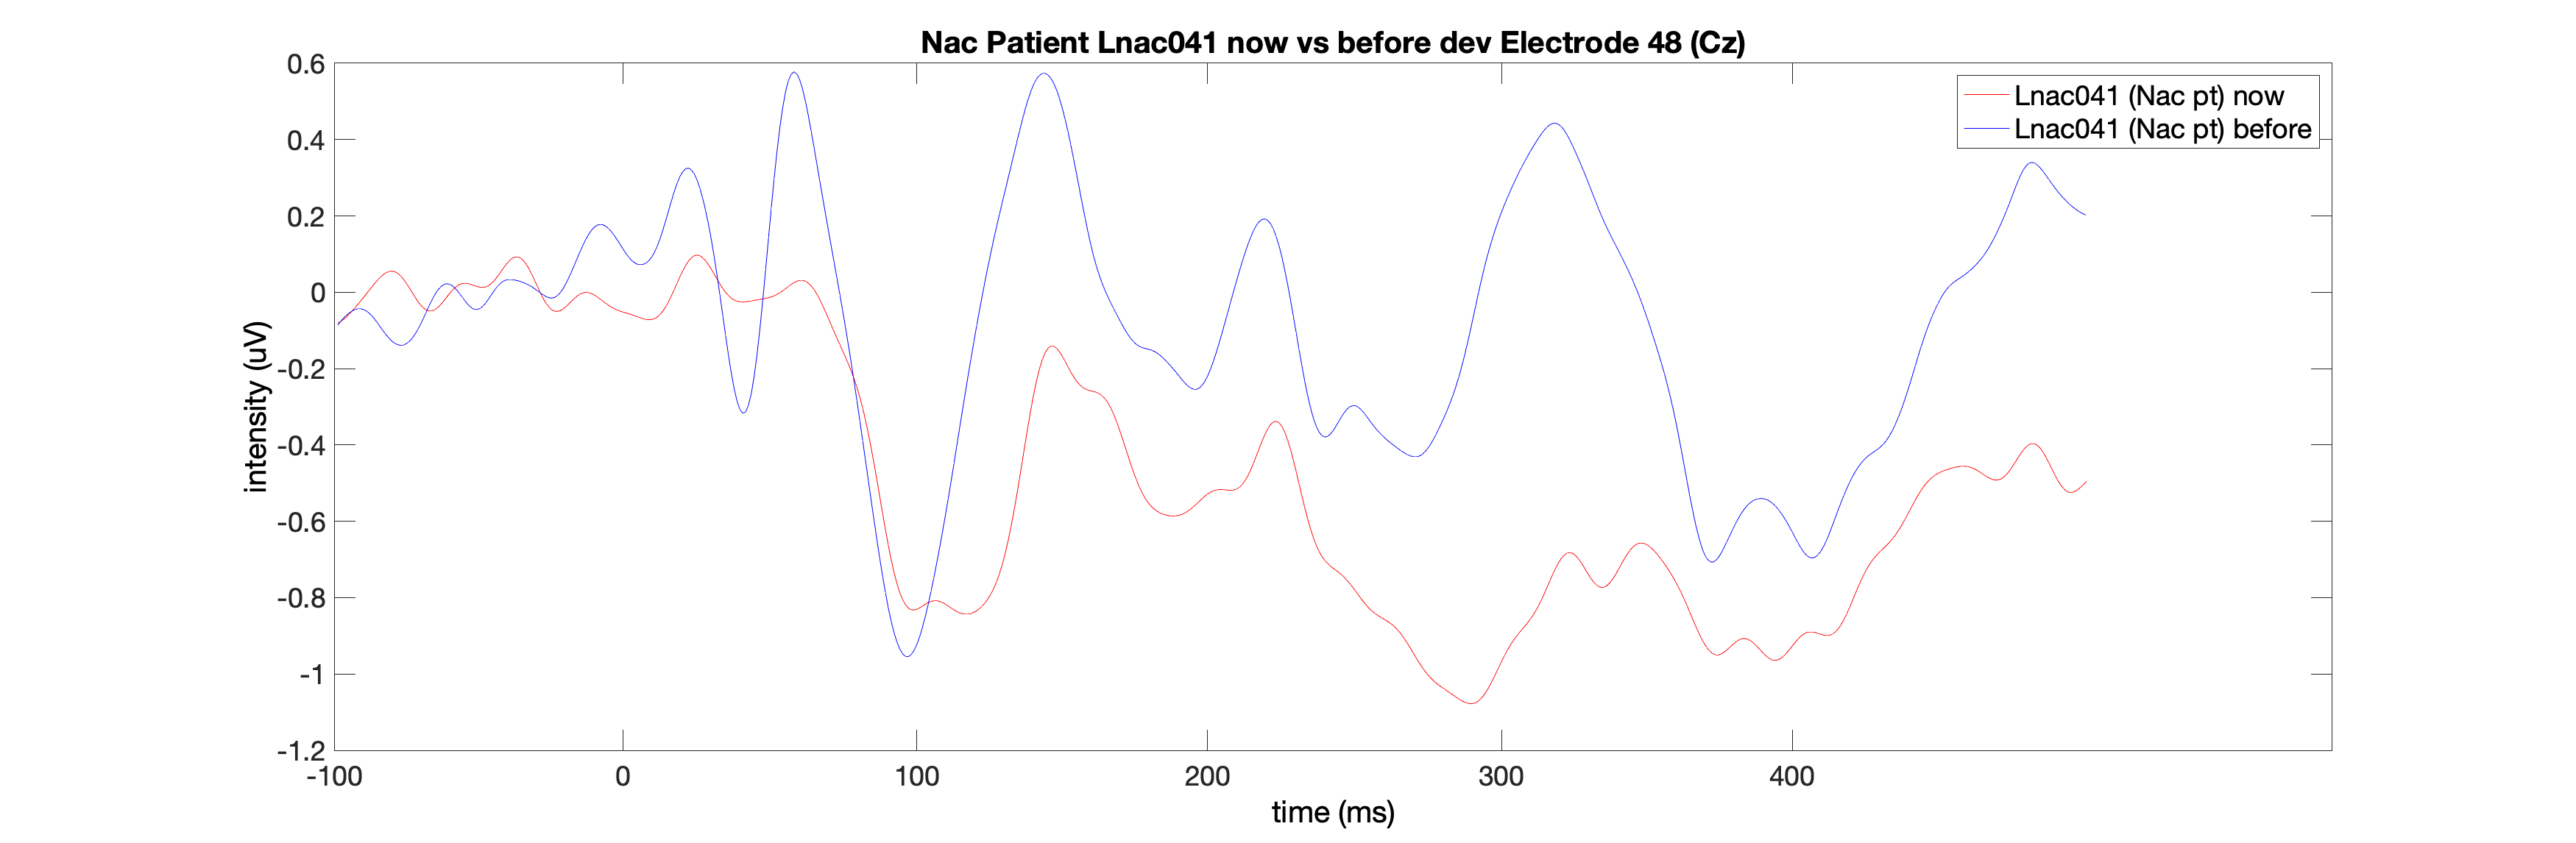 Nac Patient Lnac041 now vs before dev Electrode 48 (Cz)
Lnac041 (Nac pt) now
Lnac041 (Nac pt) before
intensity (uV)
0.6
0.4
0.2
0
-0.2
-0.4
-0.6
-0.8
-1
-1.2
-100 0 100 200 300 400
time (ms)